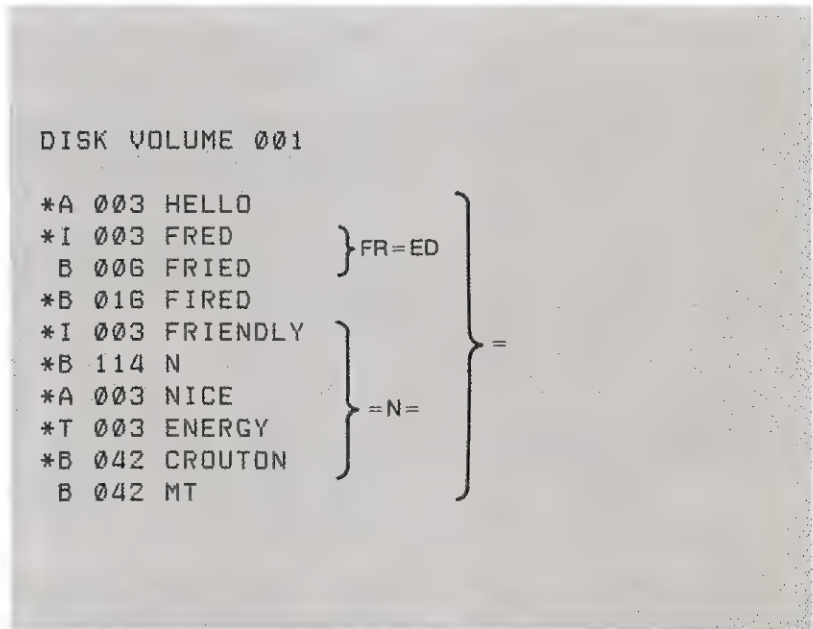 DISK VOLUME 001
*A 003 HELLO
*I 003 FRED
B 006 FRIED
FR=ED
*B 016 FIRED
*I 003 FRIENDLY
=
*B 114 N
*A 003 NICE
=N=
*T 003 ENERGY
*B 042 CROUTON
B 042 MT